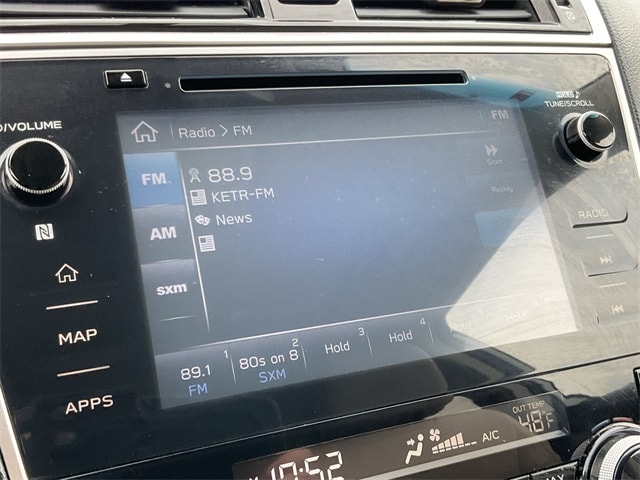 /VOLUME
TUNE/SCROLL
Radio > FM
FM
Scan
FM
88.9
KETR-FM
Replay
AM
News
RADIO
sxm
MAP
APPS
1 2 3 4
89.1 80s on 8 Hold Hold
FM SXM
OUT TEMP
A/C 48°F
10:52